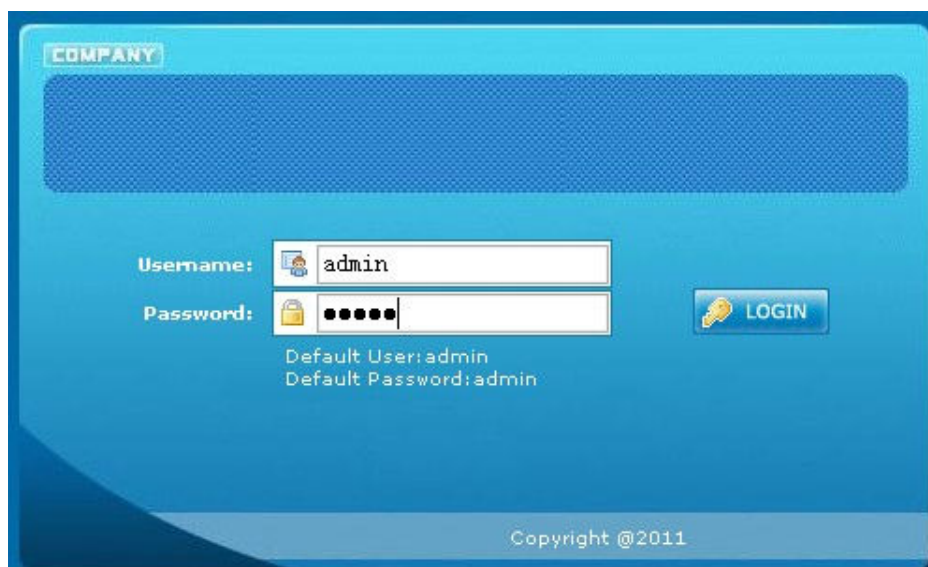 COMPANY
Username: admin
Password: ●●●●●
LOGIN
Default User:admin
Default Password:admin
Copyright @2011